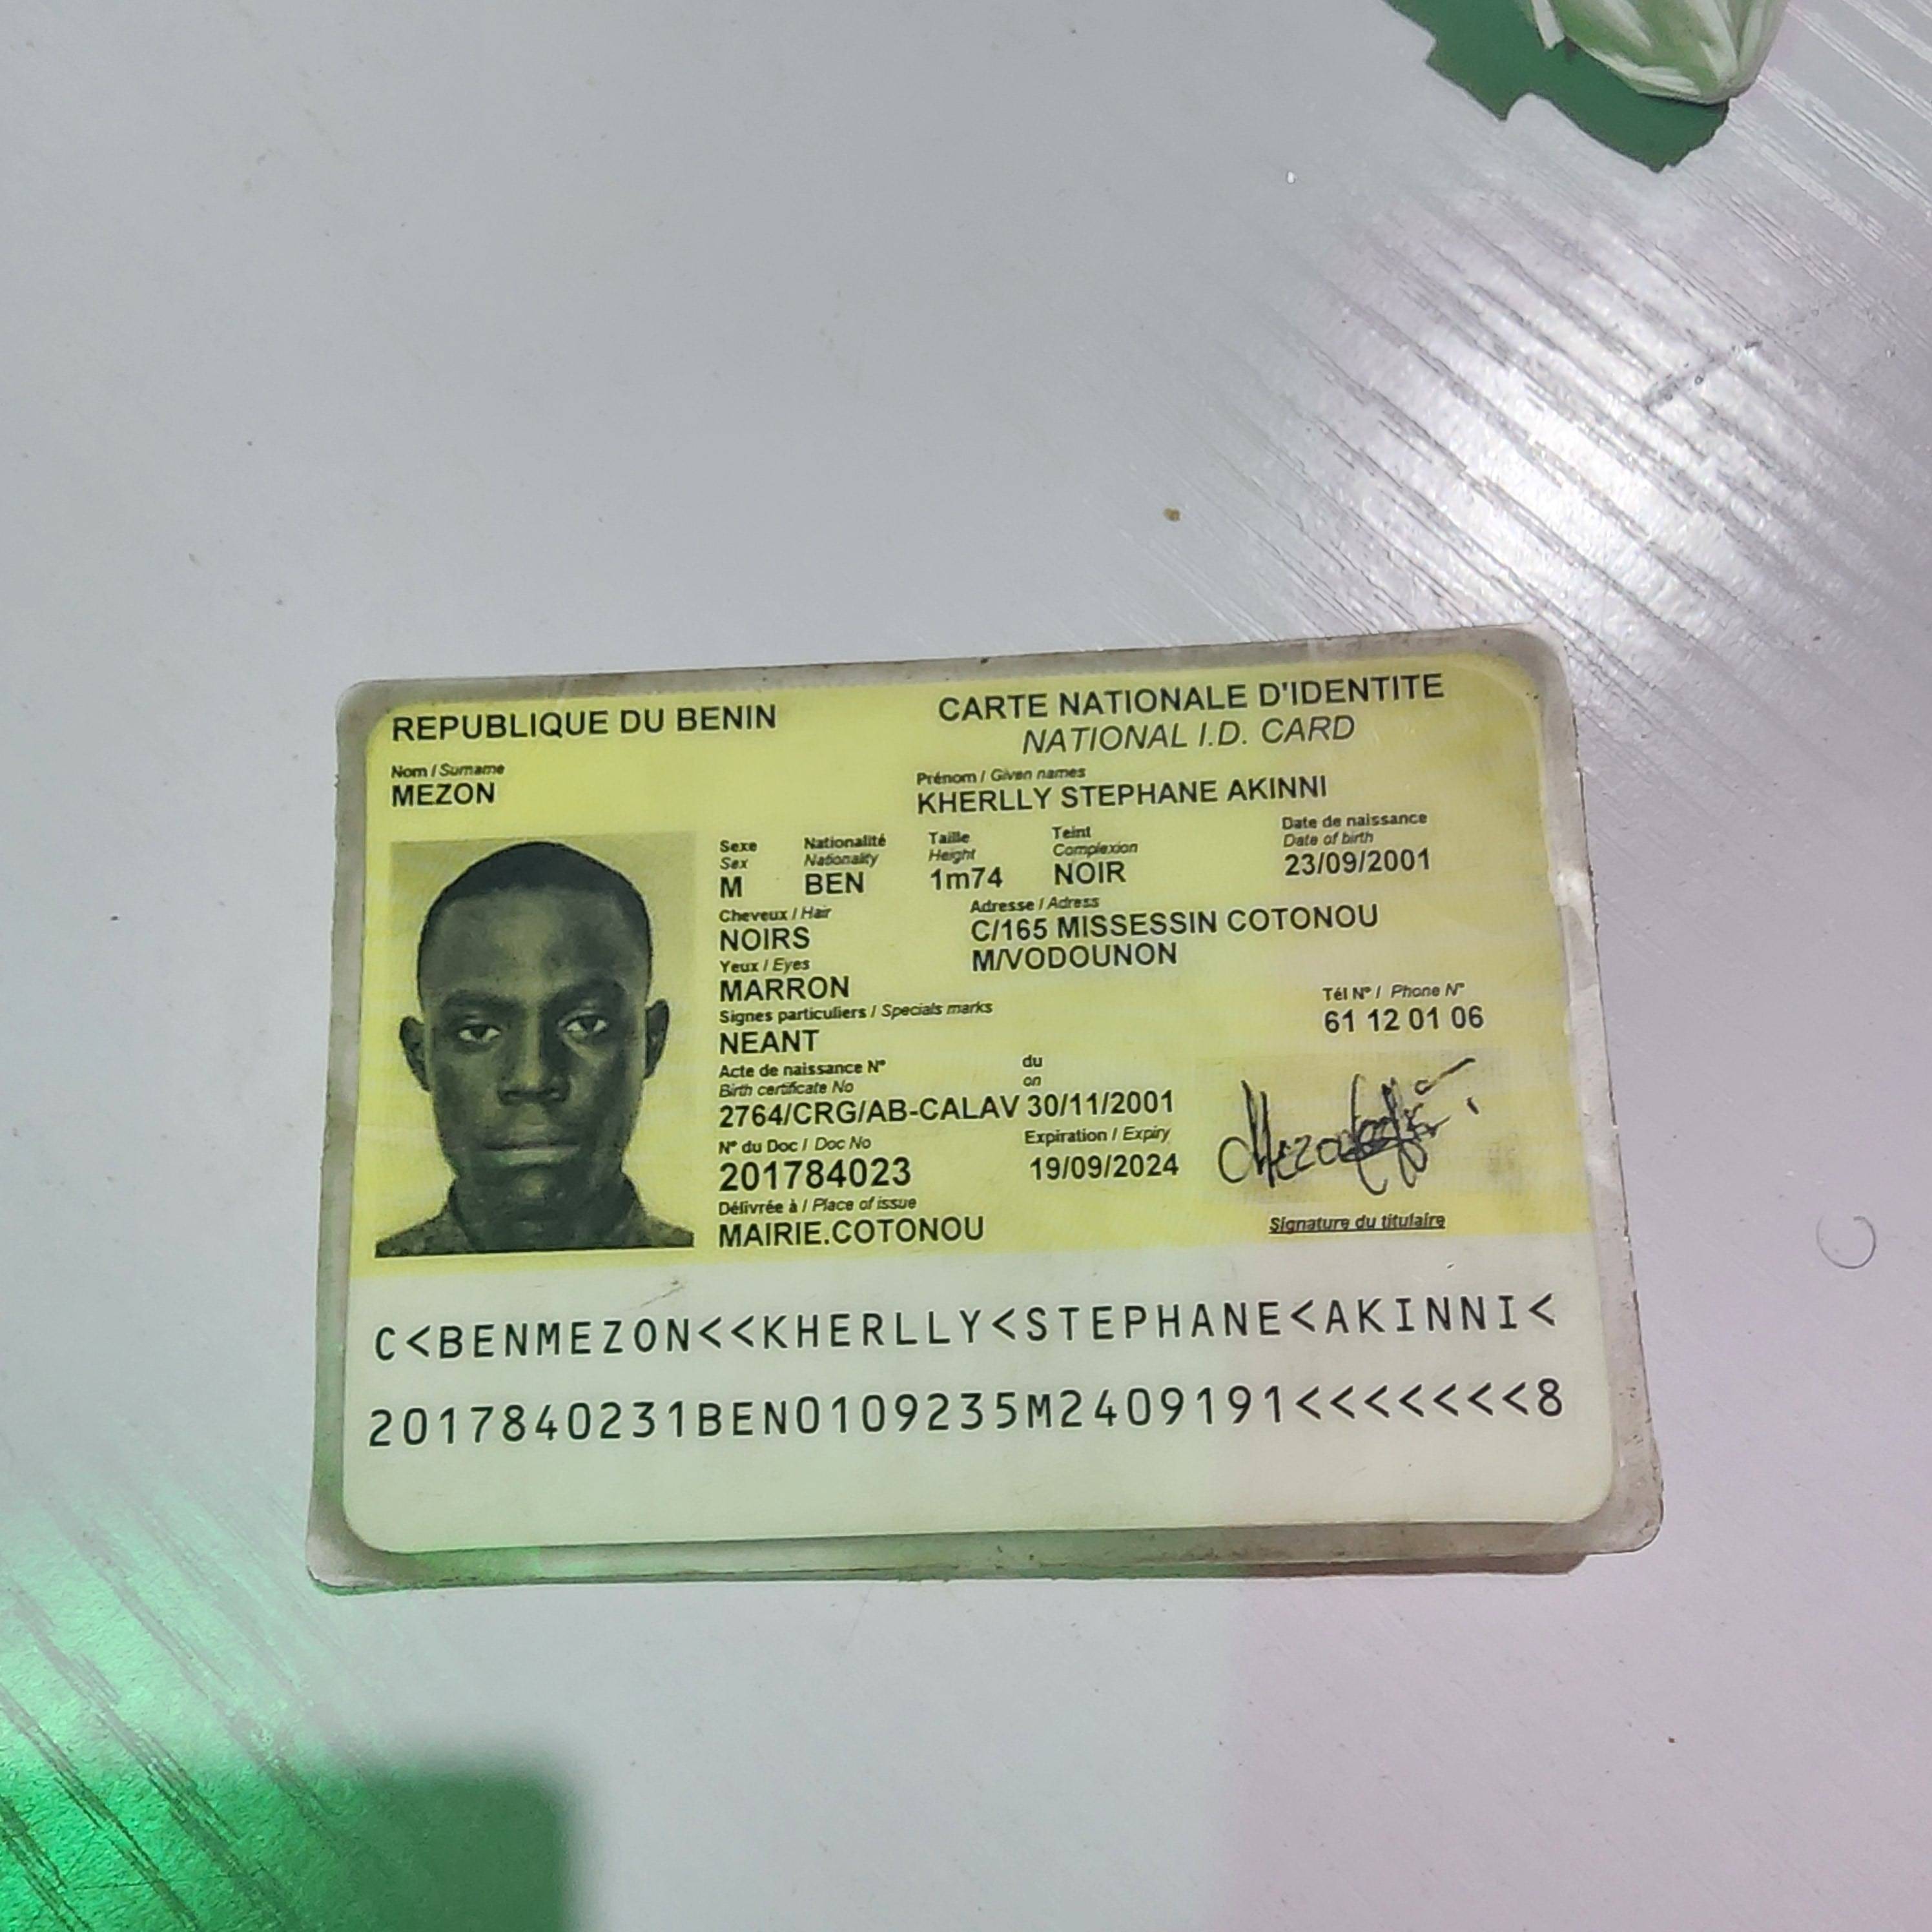 REPUBLIQUE DU BENIN
CARTE NATIONALE D'IDENTITE
NATIONAL I.D. CARD
Nom / Surname
MEZON
Prénom / Given names
KHERLLY STEPHANE AKINNI
Sexe
Sex
M
Nationalité
Nationality
BEN
Taille
Height
1m74
Teint
Complexion
NOIR
Date de naissance
Date of birth
23/09/2001
Cheveux / Hair
NOIRS
Adresse / Adress
C/165 MISSESSIN COTONOU
M/VODOUNON
Yeux / Eyes
MARRON
Signes particuliers / Specials marks
NEANT
Tél N° / Phone N°
61 12 01 06
Acte de naissance N°
Birth certificate No
2764/CRG/AB-CALAV
du
on
30/11/2001
N° du Doc / Doc No
201784023
Expiration / Expiry
19/09/2024
Délivrée à / Place of issue
MAIRIE.COTONOU
Signature du titulaire
C<BENMEZON<<KHERLLY<STEPHANE<AKINNI<
2017840231BEN0109235M2409191<<<<<<<8